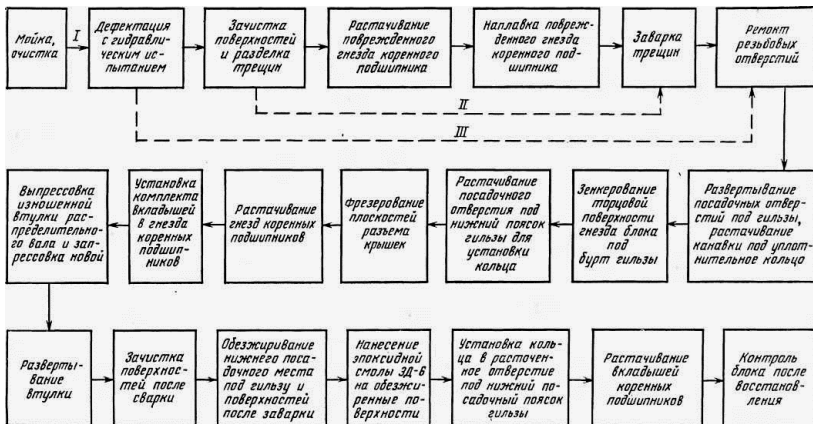 Мойка,
очистка
I
Дефектация
с гидравличе-
ским ис-
пытанием
Зачистка
поверхностей
и разделка
трещин
Растачивание
поврежденного
гнезда коренного
подшипника
Наплавка повреж-
денного гнезда
коренного под-
шипника
Заварка
трещин
Ремонт
резьбовых
отверстий
II
III
Выпрессовка
изношенной
втулки рас-
пределительно-
го вала и за-
прессовка новой
Установка
комплекта
вкладышей
в гнезда
коренных
подшип-
ников
Растачивание
гнезд коренных
подшипников
Фрезерование
плоскостей
разъема
крышек
Растачивание
посадочного
отверстия под
нижний поясок
гильзы для
установки
кольца
Зенкерование
торцовой
поверхности
гнезда блока
под
бурт гильзы
Развертывание
посадочных отвер-
стий под гильзы,
растачивание
канавки под уплот-
нительное кольцо
Разверты-
вание
втулки
Зачистка
поверхнос-
тей после
сварки
Обезжиривание
нижнего поса-
дочного места
под гильзу и
поверхностей
после заварки
Нанесение
эпоксидной
смолы ЭД-6
на обезжи-
ренные по-
верхности
Установка коль-
ца в расточен-
ное отверстие
под нижний по-
садочный поясок
гильзы
Растачивание
вкладышей
коренных
подшипников
Контроль
блока после
восстанов-
ления